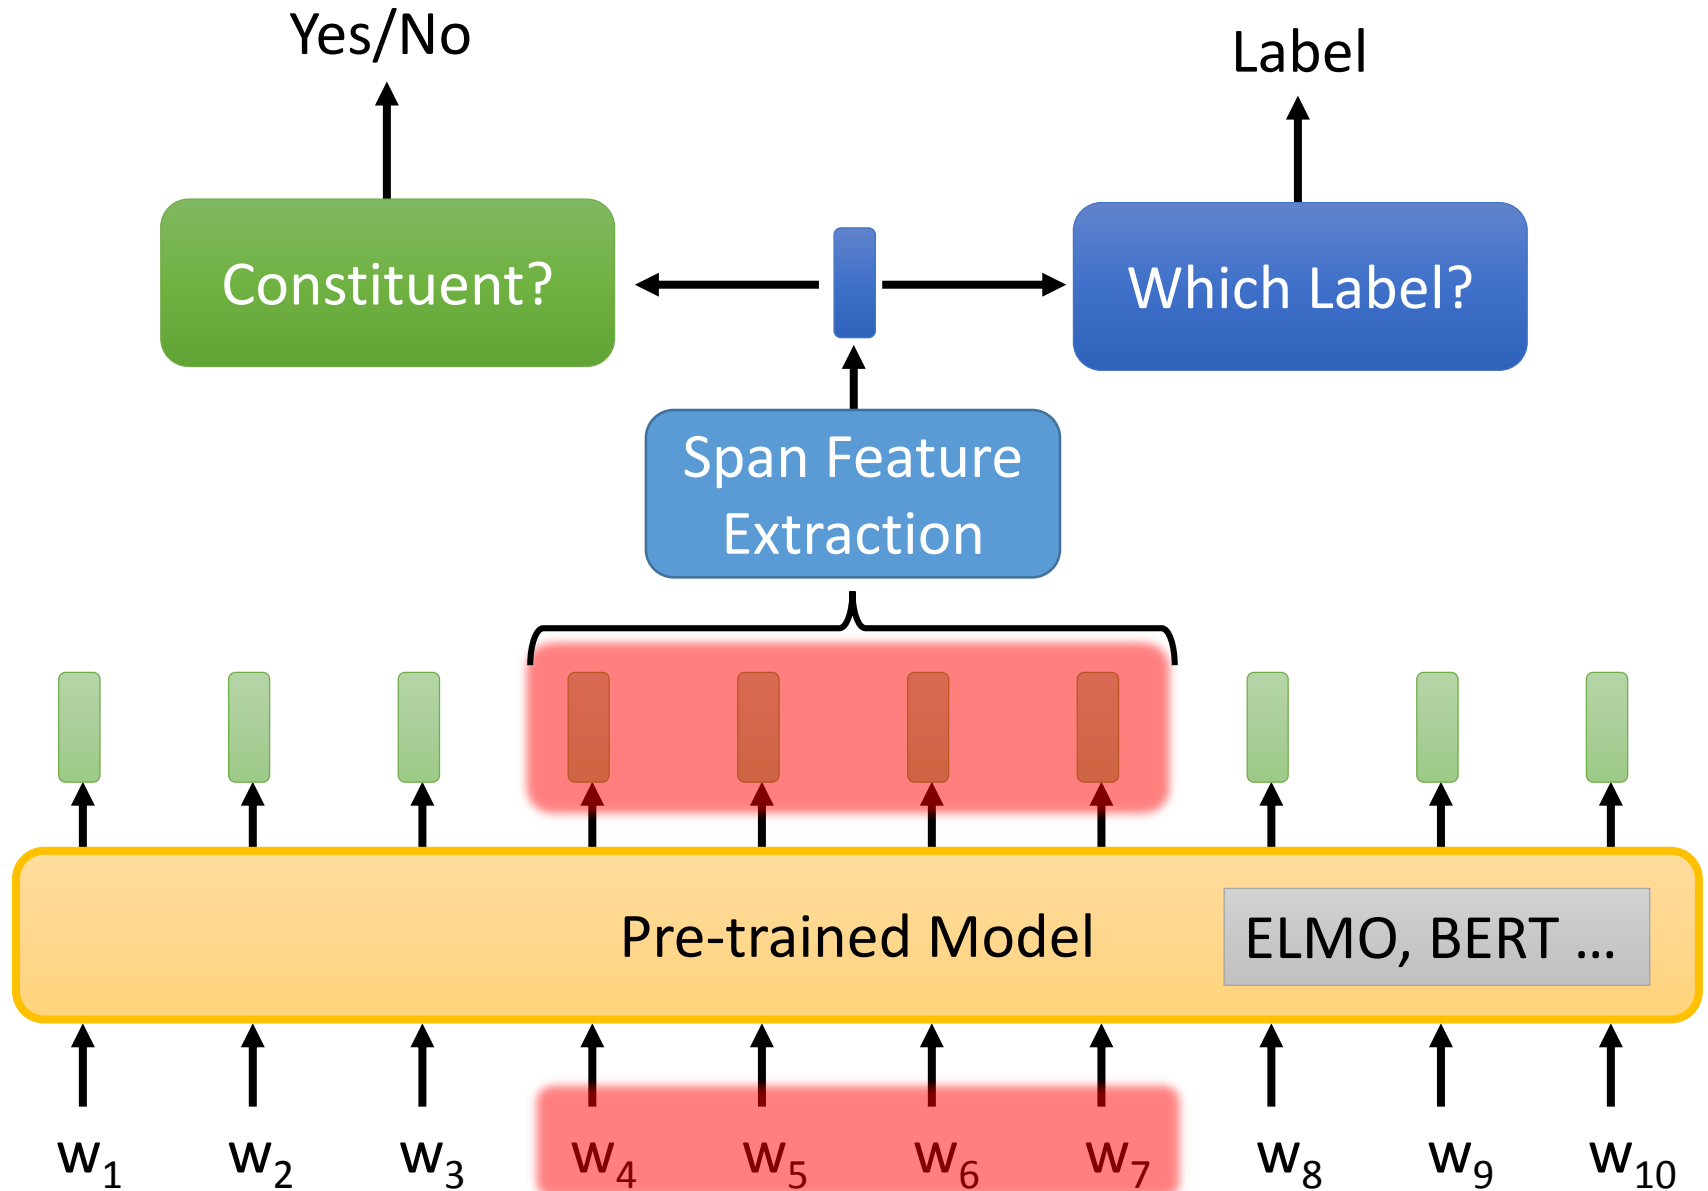 Yes/No
Label
Constituent?
Which Label?
Span Feature
Extraction
Pre-trained Model
ELMO, BERT ...
w1 w2 w3 w4 w5 w6 w7 w8 w9 w10